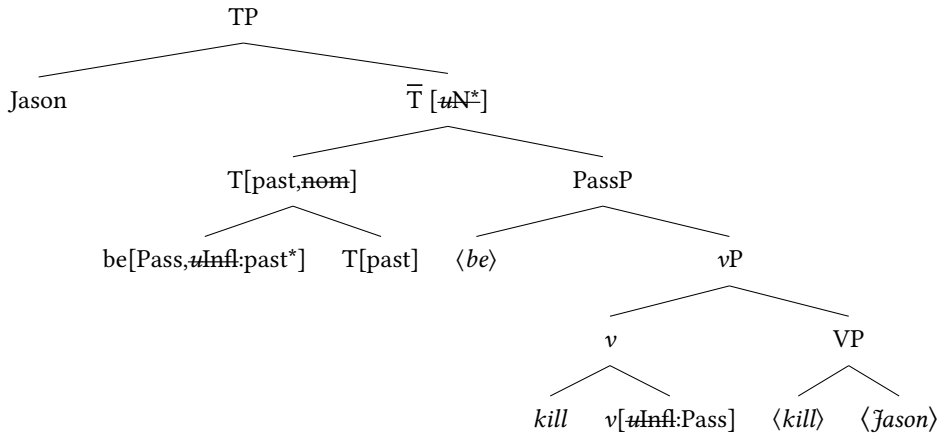 TP
Jason T̅ [uN*]
T[past,nom] PassP
be[Pass,uInfl:past*] T[past] ⟨be⟩ vP
v VP
kill v[uInfl:Pass] ⟨kill⟩ ⟨Jason⟩